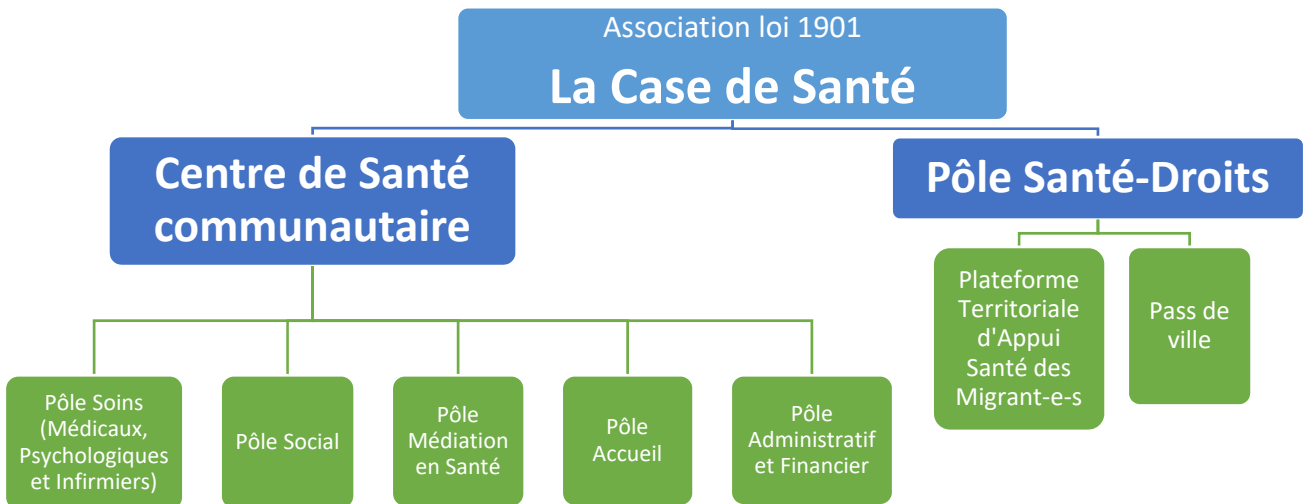 Association loi 1901
La Case de Santé
Centre de Santé
communautaire
Pôle Santé-Droits
Plateforme
Territoriale
d'Appui
Santé des
Migrant-e-s
Pass de
ville
Pôle Soins
(Médicaux,
Psychologiques
et Infirmiers)
Pôle Social
Pôle
Médiation
en Santé
Pôle
Accueil
Pôle
Administratif
et Financier